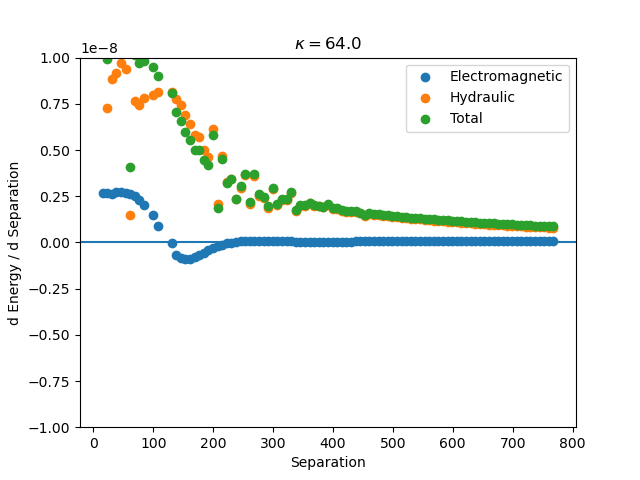 κ = 64.0
1e−8
1.00
0.75
0.50
0.25
0.00
−0.25
−0.50
−0.75
−1.00
d Energy / d Separation
Electromagnetic
Hydraulic
Total
0 100 200 300 400 500 600 700 800
Separation